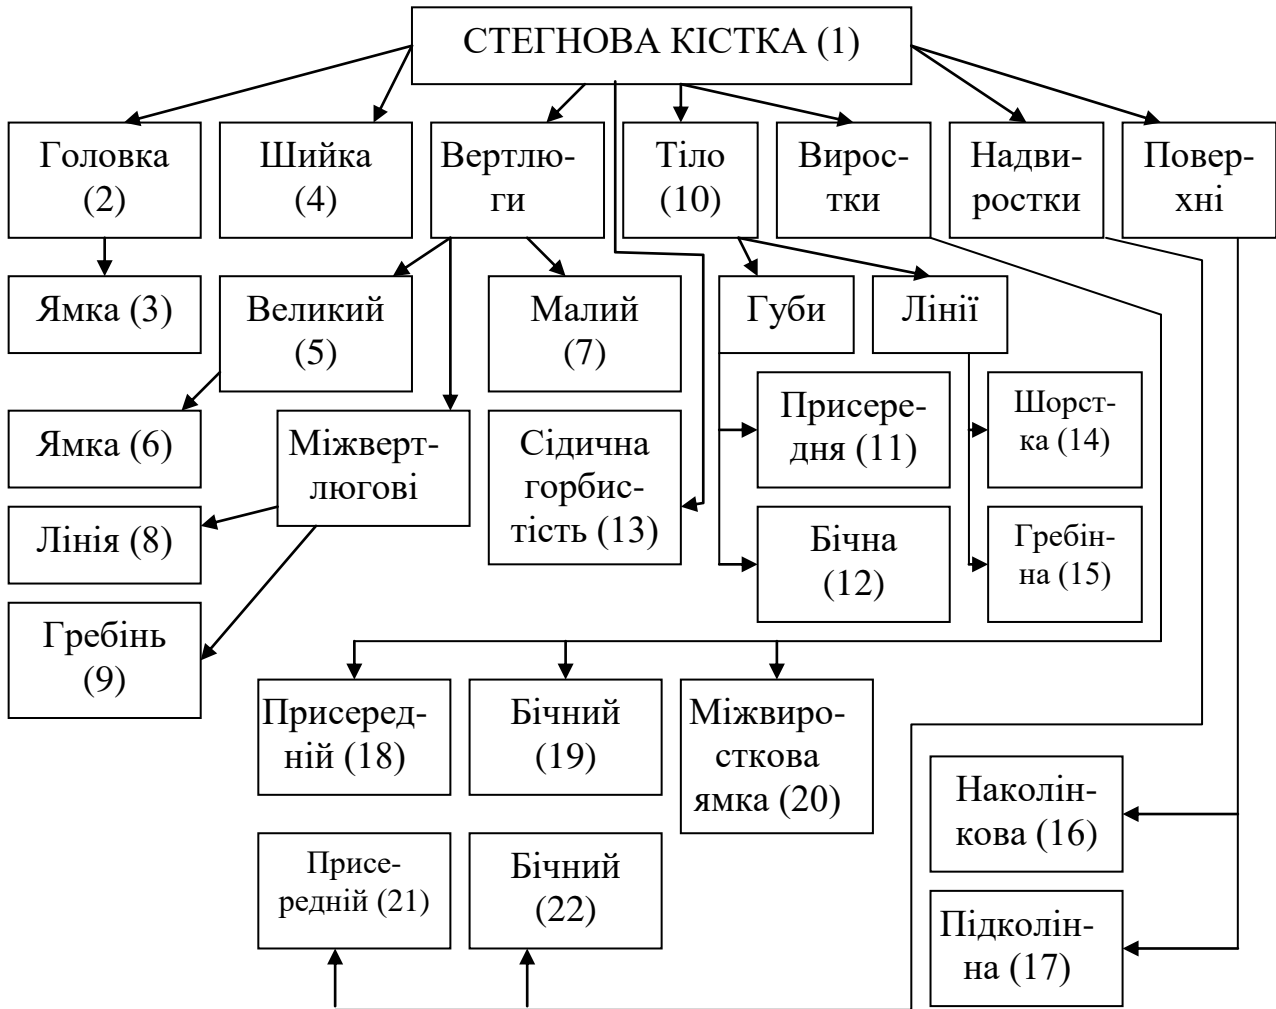 СТЕГНОВА КІСТКА (1)
Головка
(2)
Шийка
(4)
Вертлю-
ги
Тіло
(10)
Вирос-
тки
Надви-
ростки
Повер-
хні
Ямка (3)
Великий
(5)
Малий
(7)
Губи
Лінії
Ямка (6)
Міжверт-
люгові
Сідична
горбис-
тість (13)
Присере-
дня (11)
Шорст-
ка (14)
Лінія (8)
Бічна
(12)
Гребін-
на (15)
Гребінь
(9)
Присеред-
ній (18)
Бічний
(19)
Міжвиро-
сткова
ямка (20)
Наколін-
кова (16)
Присе-
редній (21)
Бічний
(22)
Підколін-
на (17)